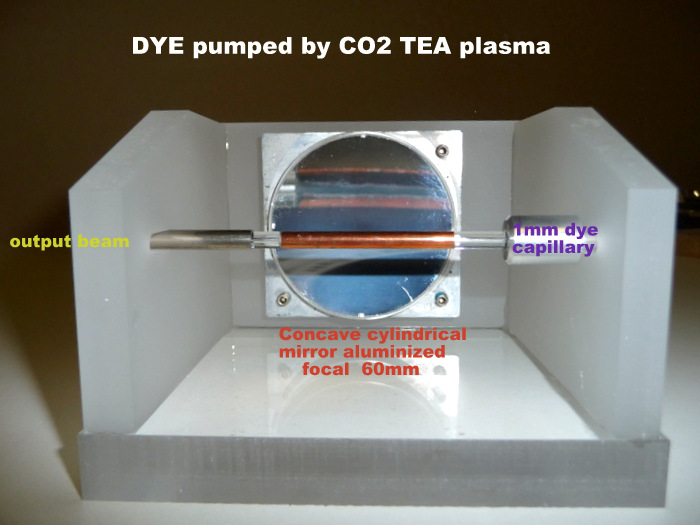 DYE pumped by CO2 TEA plasma
output beam
1mm dye
capillary
Concave cylindrical
mirror aluminized
focal 60mm